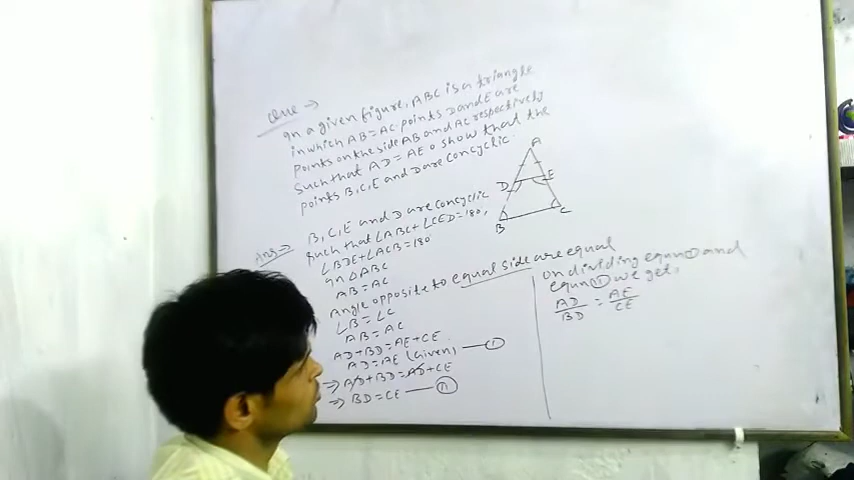 Que →
In a given figure, ABC is a triangle
in which AB = AC. points D and E are
points on the side AB and AC respectively
such that AD = AE. show that the
points B, C, E and D are concyclic.
A
D
E
B
C
Ans →
B, C, E and D are concyclic
such that ∠ABC + ∠CED = 180°,
∠BDE + ∠ACB = 180°
In △ABC
AB = AC
Angle opposite to equal side are equal
∠B = ∠C
AB = AC
AD + BD = AE + CE
AD = AE (Given) — ①
⇒ AD + BD = AD + CE
⇒ BD = CE — ⑪
On dividing equn ① and
equn ⑪ we get,
AD/BD = AE/CE